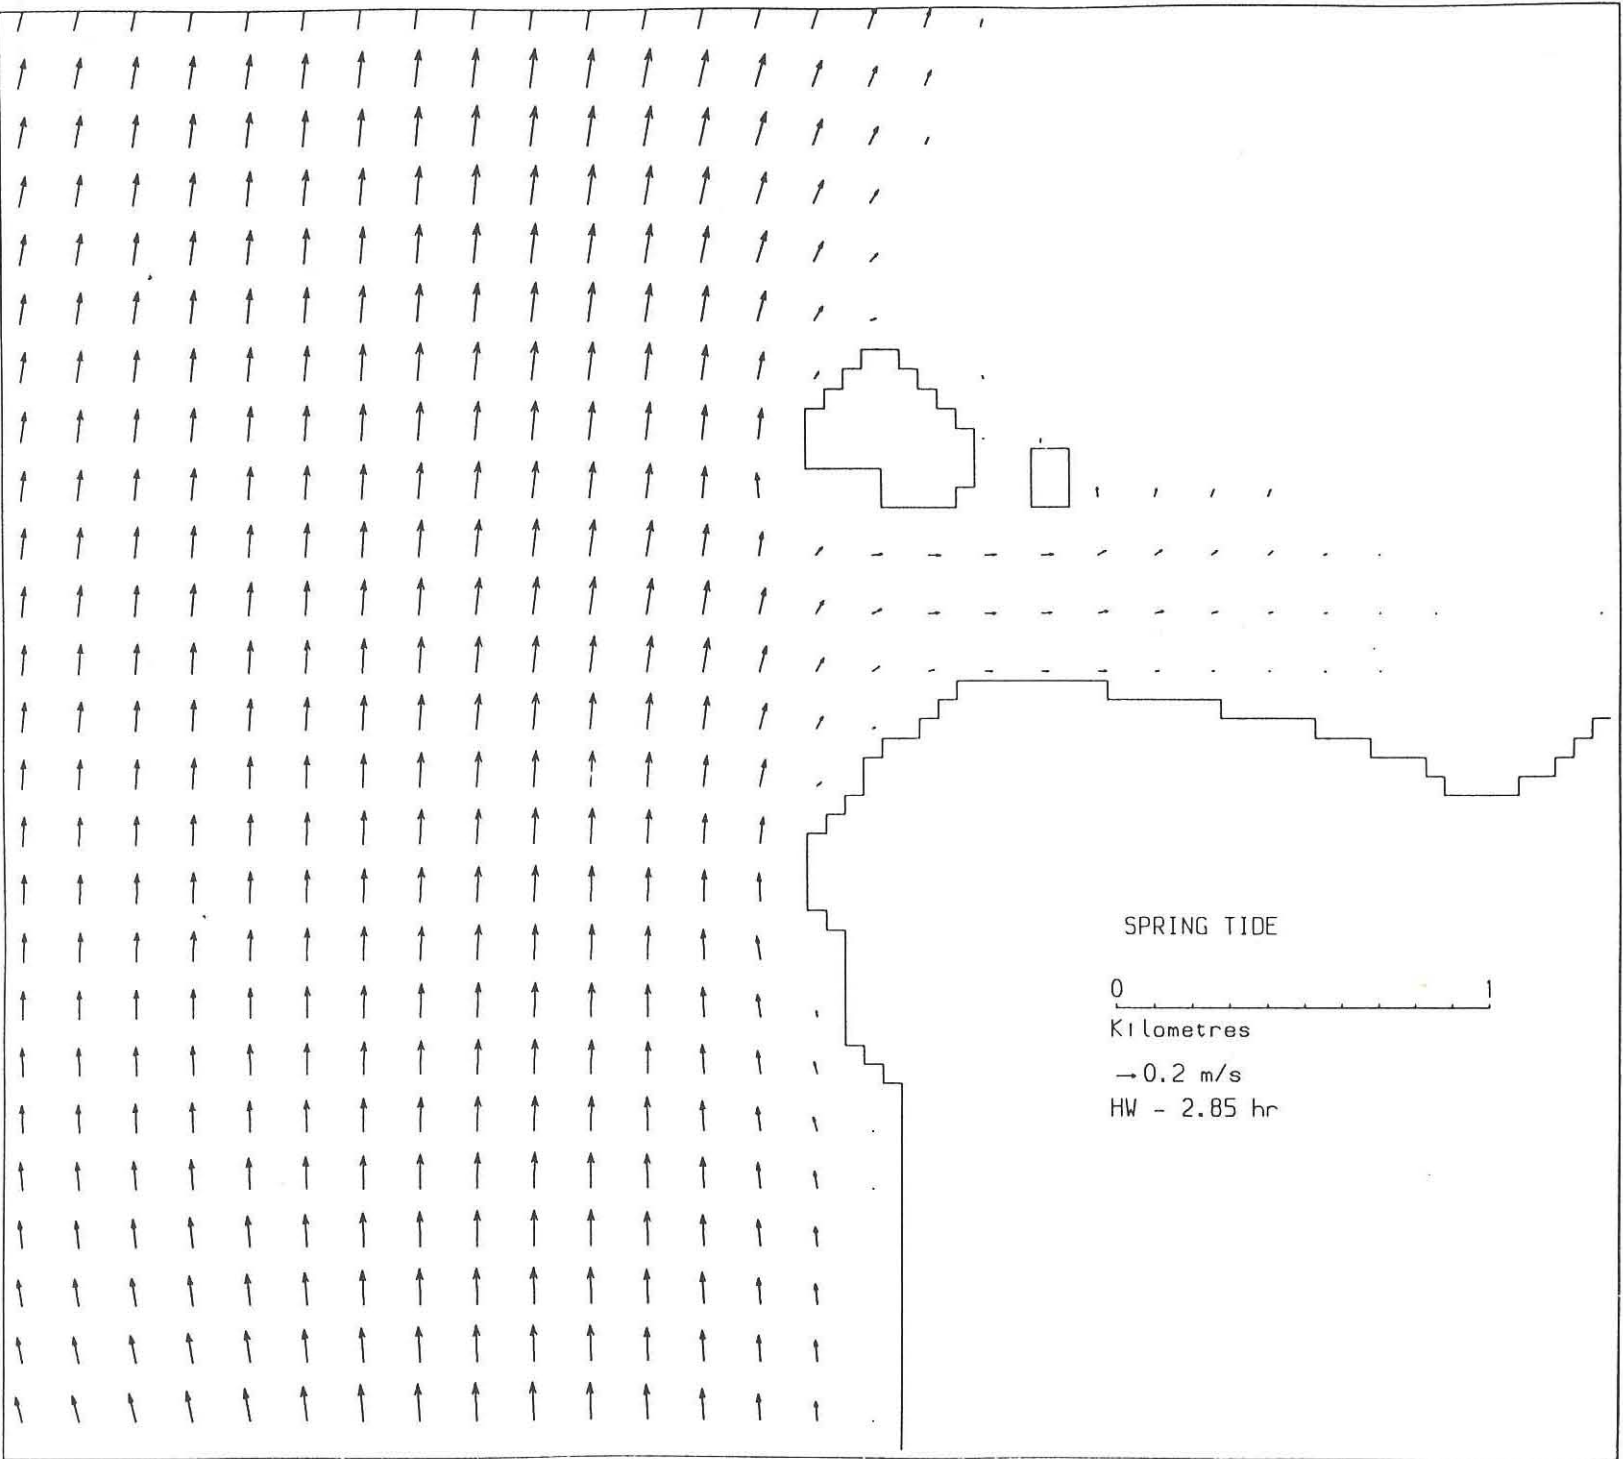 SPRING TIDE
0 1
Kilometres
→0.2 m/s
HW - 2.85 hr